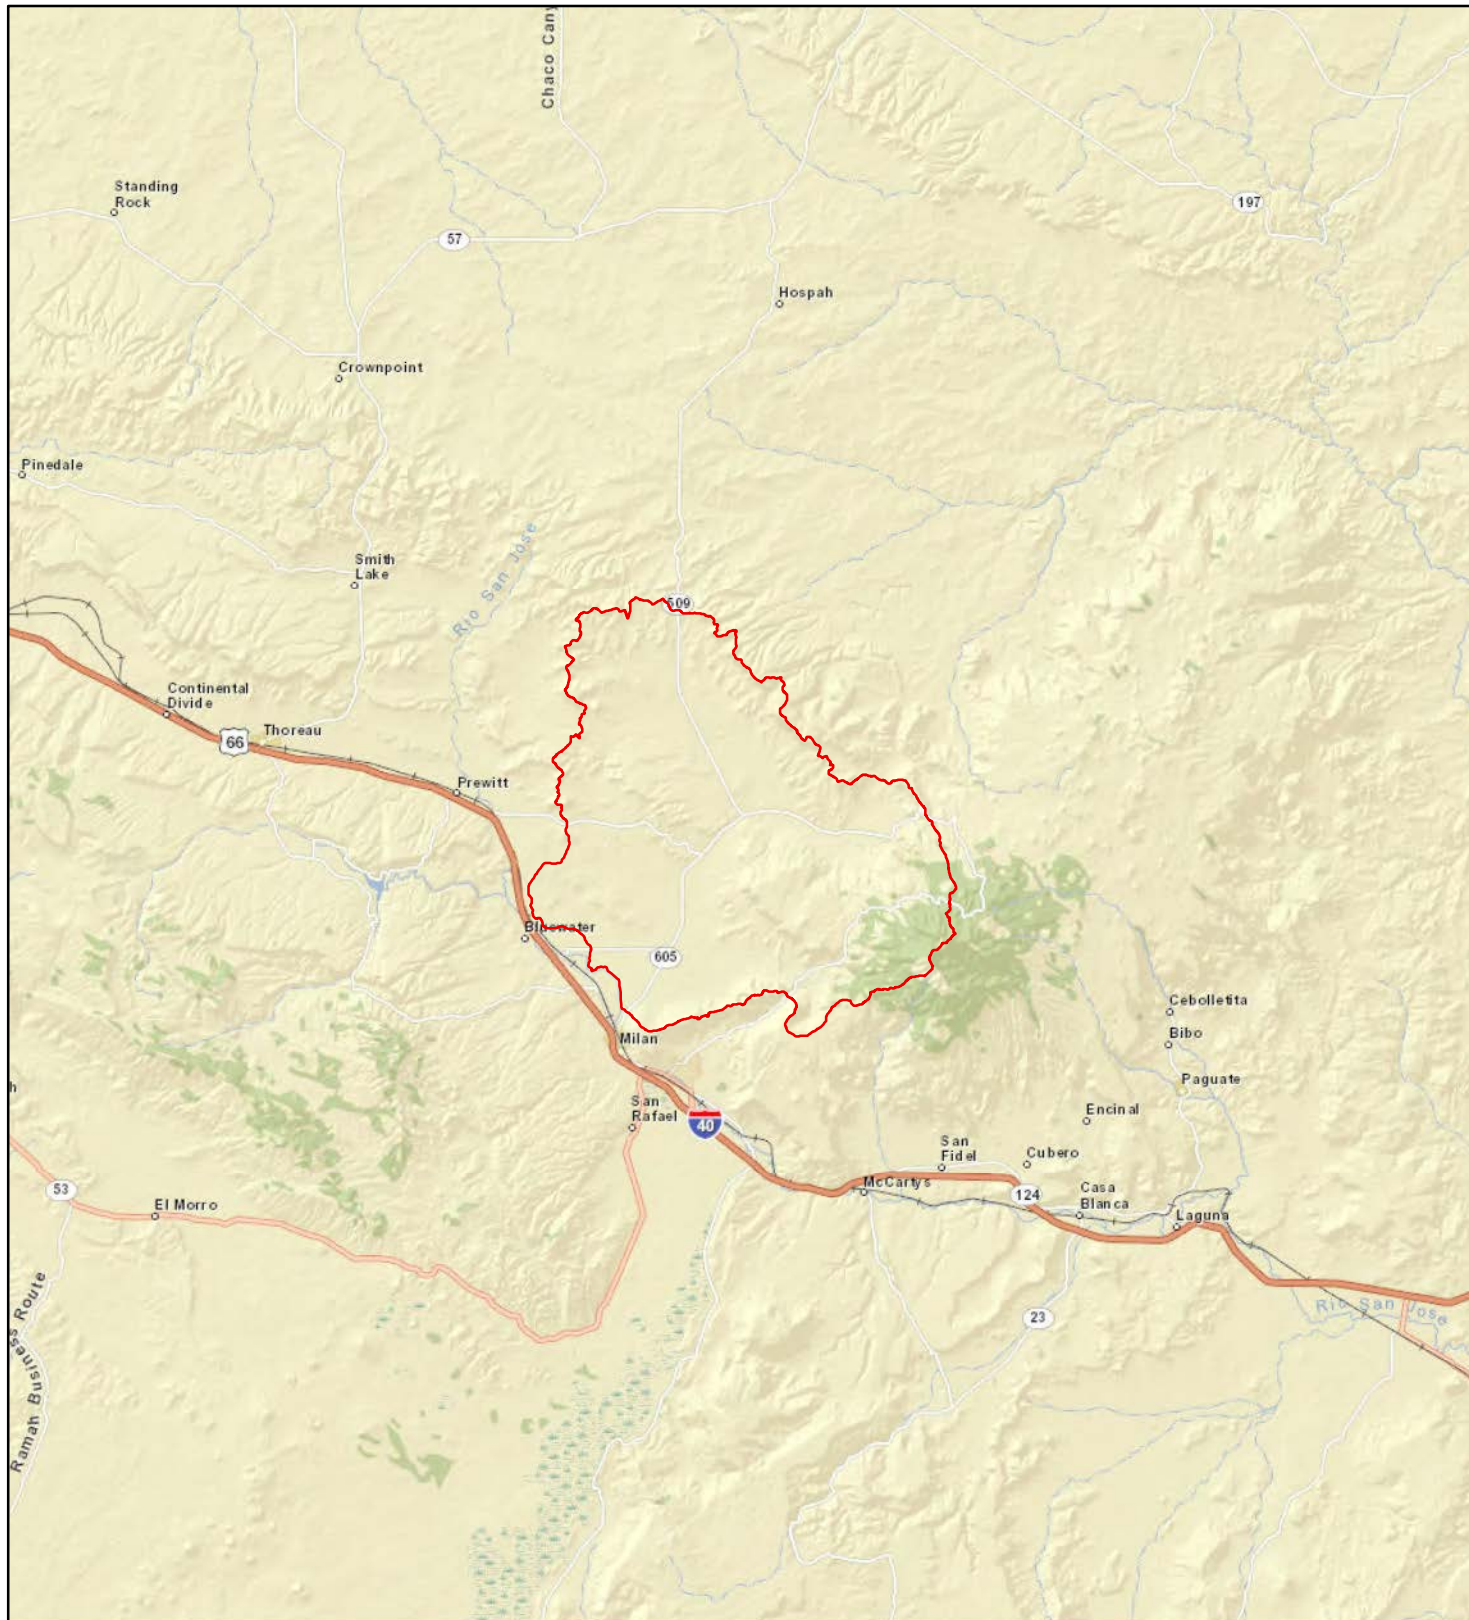 Chaco Cany
Standing
Rock
197
57
Hospah
Crownpoint
Pinedale
Rio San Jose
Smith
Lake
509
Continental
Divide
66
Thoreau
Prewitt
Bluewater
605
Cebolletita
Milan
Bibo
h
Paguate
San
Rafael
Encinal
40
San
Fidel
Cubero
53
McCartys
124
Casa
Blanca
El Morro
Laguna
Ramah Business Route
Rio San Jose
23